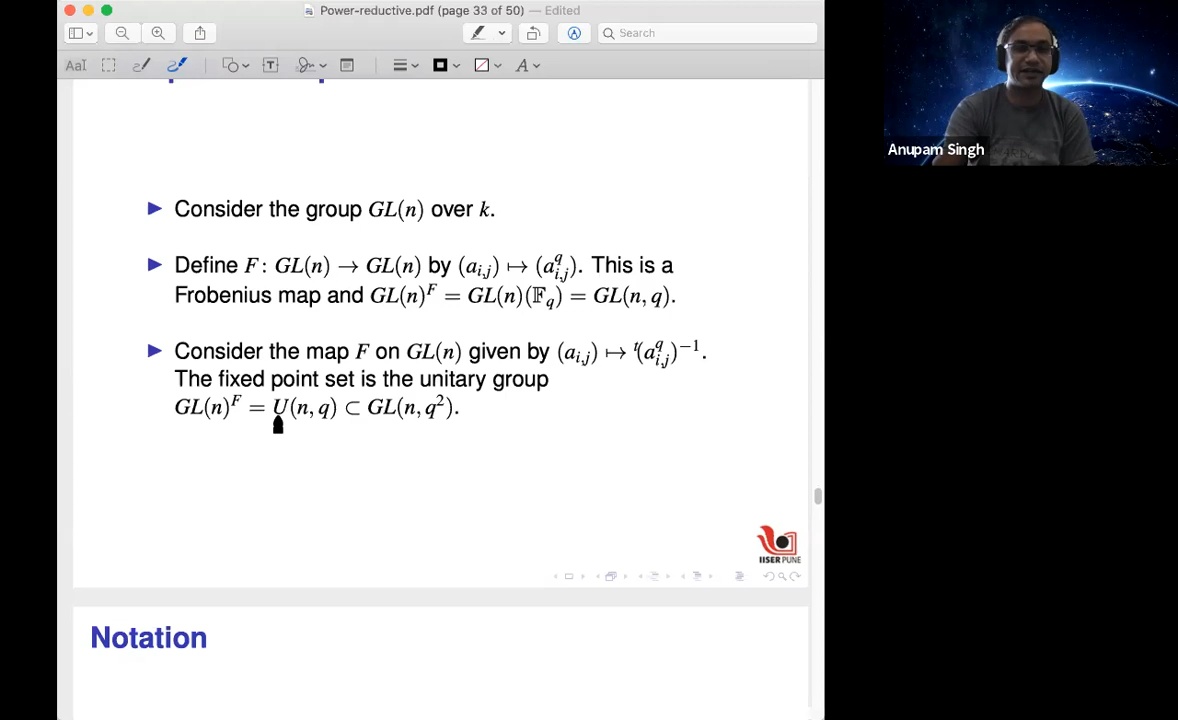 Power-reductive.pdf (page 33 of 50) — Edited
Search
AaI
T
A
► Consider the group GL(n) over k.
► Define F: GL(n) → GL(n) by (a_{i,j}) ↦ (a_{i,j}^q). This is a
Frobenius map and GL(n)^F = GL(n)(𝔽_q) = GL(n, q).
► Consider the map F on GL(n) given by (a_{i,j}) ↦ ^t(a_{i,j}^q)^{−1}.
The fixed point set is the unitary group
GL(n)^F = U(n, q) ⊂ GL(n, q^2).
IISER PUNE
Notation
Anupam Singh